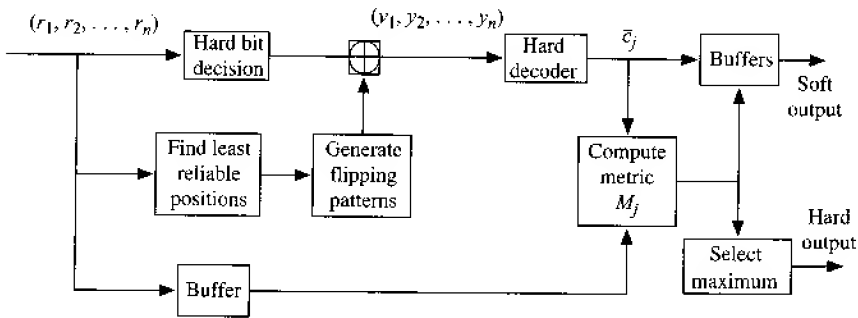 (r₁, r₂, . . . , rₙ)
(y₁, y₂, . . . , yₙ)
Hard bit
decision
Hard
decoder
c̅ⱼ
Buffers
Soft
output
Find least
reliable
positions
Generate
flipping
patterns
Compute
metric
Mⱼ
Hard
output
Select
maximum
Buffer